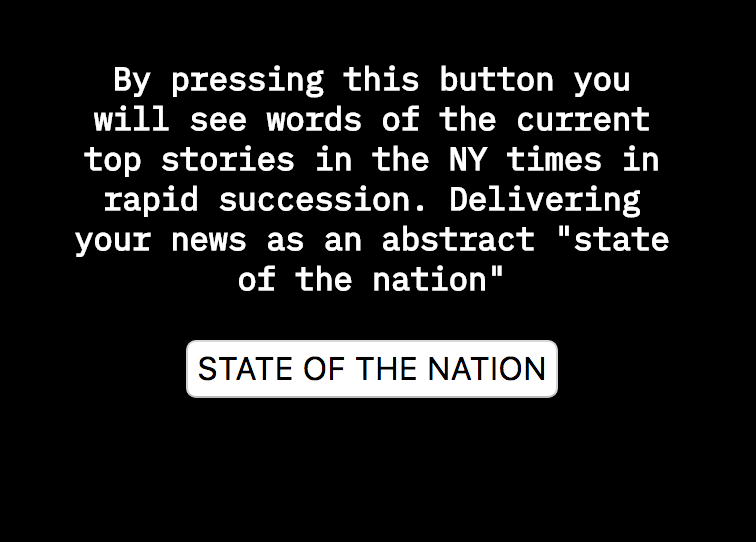 By pressing this button you
will see words of the current
top stories in the NY times in
rapid succession. Delivering
your news as an abstract "state
of the nation"
STATE OF THE NATION